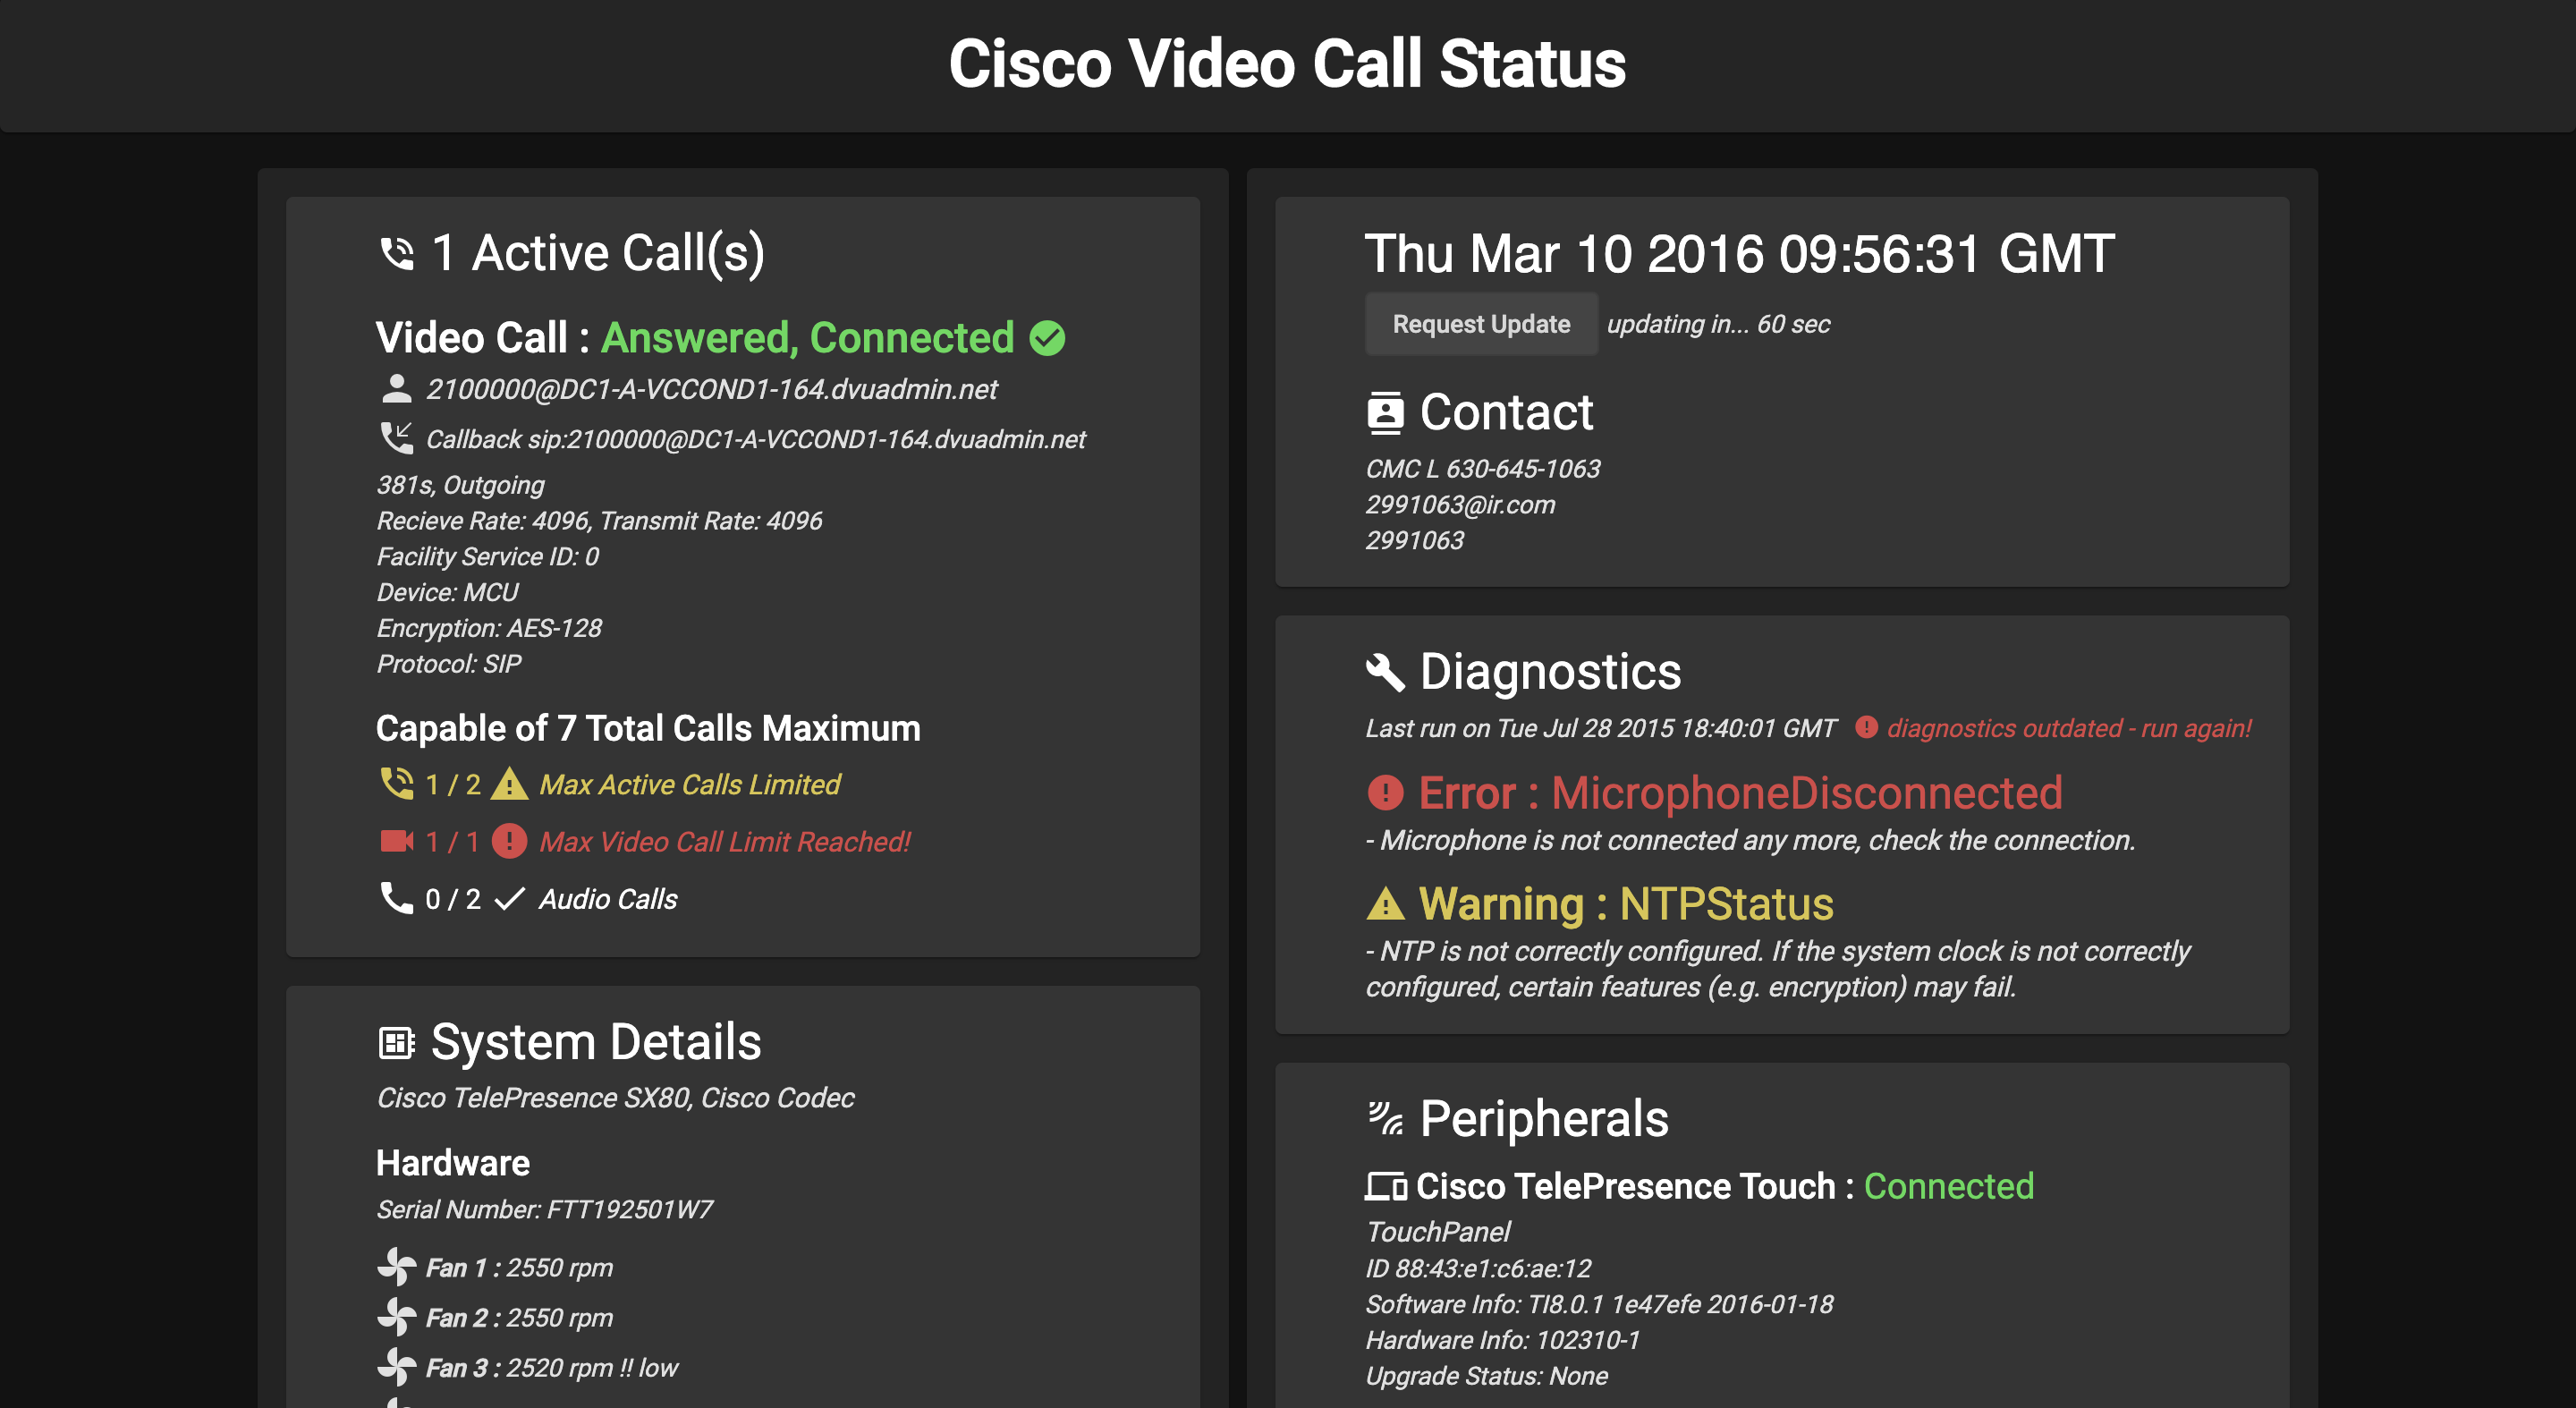 Cisco Video Call Status
1 Active Call(s)
Video Call : Answered, Connected
2100000@DC1-A-VCCOND1-164.dvuadmin.net
Callback sip:2100000@DC1-A-VCCOND1-164.dvuadmin.net
381s, Outgoing
Recieve Rate: 4096, Transmit Rate: 4096
Facility Service ID: 0
Device: MCU
Encryption: AES-128
Protocol: SIP
Capable of 7 Total Calls Maximum
1 / 2 Max Active Calls Limited
1 / 1 Max Video Call Limit Reached!
0 / 2 Audio Calls
System Details
Cisco TelePresence SX80, Cisco Codec
Hardware
Serial Number: FTT192501W7
Fan 1 : 2550 rpm
Fan 2 : 2550 rpm
Fan 3 : 2520 rpm !! low
Thu Mar 10 2016 09:56:31 GMT
Request Update updating in... 60 sec
Contact
CMC L 630-645-1063
2991063@ir.com
2991063
Diagnostics
Last run on Tue Jul 28 2015 18:40:01 GMT diagnostics outdated - run again!
Error : MicrophoneDisconnected
- Microphone is not connected any more, check the connection.
Warning : NTPStatus
- NTP is not correctly configured. If the system clock is not correctly
configured, certain features (e.g. encryption) may fail.
Peripherals
Cisco TelePresence Touch : Connected
TouchPanel
ID 88:43:e1:c6:ae:12
Software Info: TI8.0.1 1e47efe 2016-01-18
Hardware Info: 102310-1
Upgrade Status: None